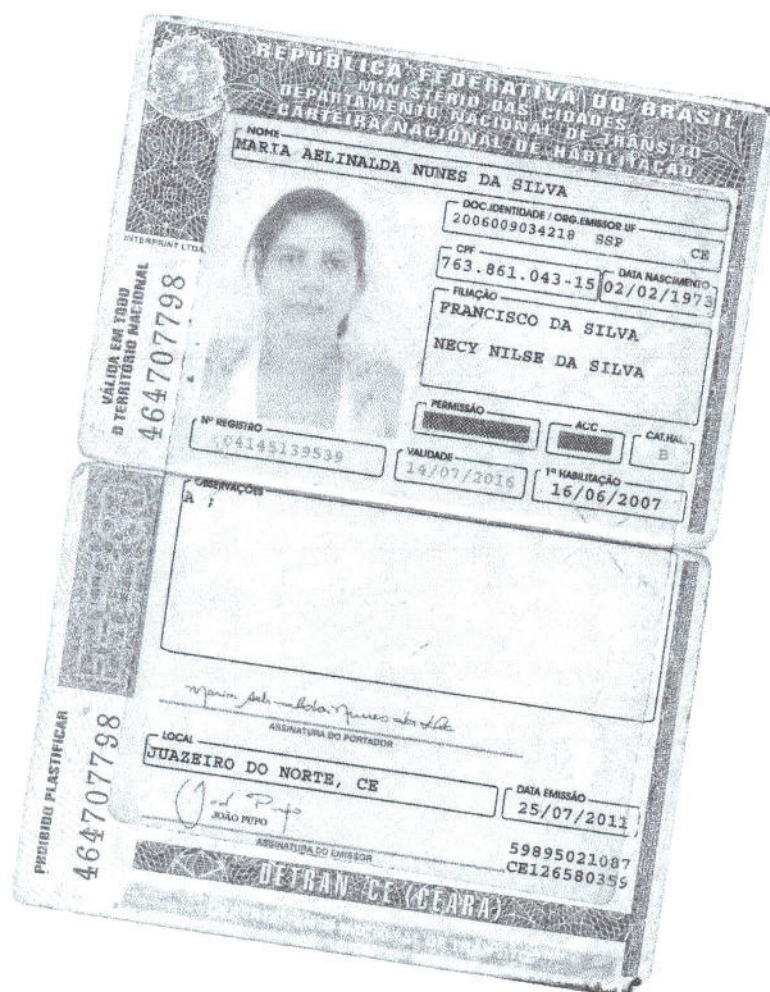 REPÚBLICA FEDERATIVA DO BRASIL
MINISTÉRIO DAS CIDADES
DEPARTAMENTO NACIONAL DE TRÂNSITO
CARTEIRA NACIONAL DE HABILITAÇÃO
NOME
MARIA AELINALDA NUNES DA SILVA
DOC.IDENTIDADE / ORG.EMISSOR UF
2006009034218 SSP CE
CPF
763.861.043-15
DATA NASCIMENTO
02/02/1973
FILIAÇÃO
FRANCISCO DA SILVA
NECY NILSE DA SILVA
PERMISSÃO
ACC
CAT.HAB.
B
Nº REGISTRO
04145139539
VALIDADE
14/07/2016
1ª HABILITAÇÃO
16/06/2007
INTERPRINT LTDA.
VÁLIDA EM TODO
O TERRITÓRIO NACIONAL
464707798
OBSERVAÇÕES
A ;
Maria Aelinalda Nunes da Silva
ASSINATURA DO PORTADOR
LOCAL
JUAZEIRO DO NORTE, CE
DATA EMISSÃO
25/07/2011
JOÃO PUPO
ASSINATURA DO EMISSOR
59895021087
CE126580359
PROIBIDO PLASTIFICAR
464707798
DETRAN CE (CEARÁ)